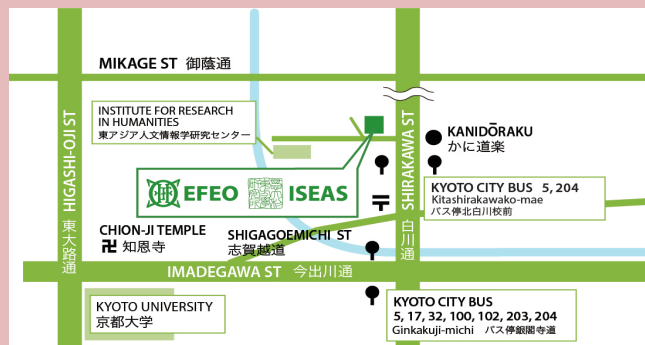 MIKAGE ST 御蔭通
HIGASHI-OJI ST 東大路通
INSTITUTE FOR RESEARCH
IN HUMANITIES
東アジア人文情報学研究センター
KANIDŌRAKU
かに道楽
SHIRAKAWA ST 白川通
EFEO ISEAS
KYOTO CITY BUS 5, 204
Kitashirakawako-mae
バス停北白川校前
CHION-JI TEMPLE
卍 知恩寺
SHIGAGOEMICHI ST
志賀越道
IMADEGAWA ST 今出川通
KYOTO UNIVERSITY
京都大学
KYOTO CITY BUS
5, 17, 32, 100, 102, 203, 204
Ginkakuji-michi バス停銀閣寺道